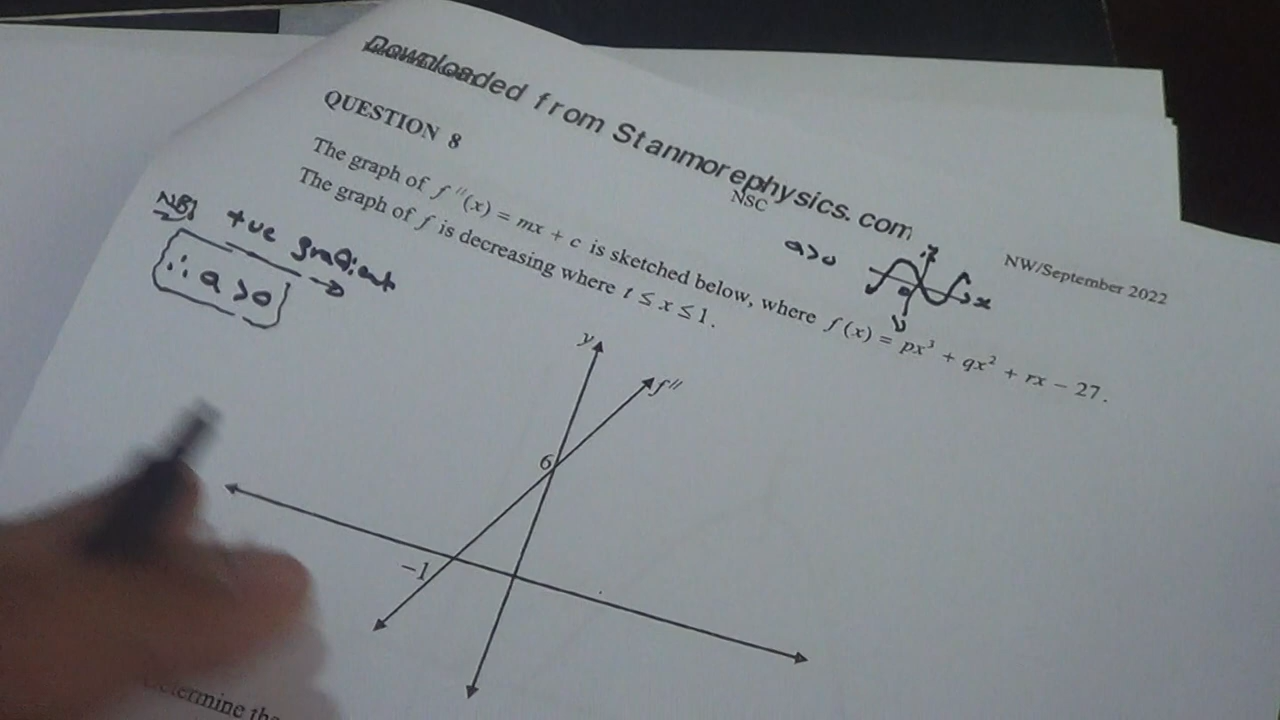 Downloaded from Stanmorephysics.com
NSC
NW/September 2022
QUESTION 8
The graph of f''(x) = mx + c is sketched below, where f(x) = px³ + qx² + rx − 27.
The graph of f is decreasing where t ≤ x ≤ 1.
a>0
x
NB! +ve gradient
∴ a >0
y
f''
6
−1